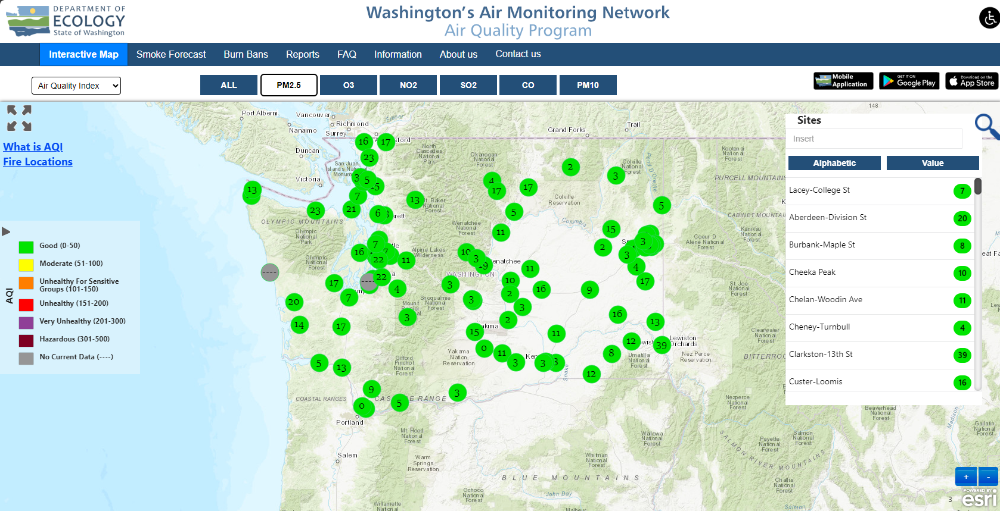 DEPARTMENT OF
ECOLOGY
State of Washington
Washington's Air Monitoring Network
Air Quality Program
Interactive Map
Smoke Forecast
Burn Bans
Reports
FAQ
Information
About us
Contact us
Air Quality Index
ALL
PM2.5
O3
NO2
SO2
CO
PM10
Mobile
Application
GET IT ON
Google Play
Download on the
App Store
What is AQI
Fire Locations
AQI
Good (0-50)
Moderate (51-100)
Unhealthy For Sensitive
Groups (101-150)
Unhealthy (151-200)
Very Unhealthy (201-300)
Hazardous (301-500)
No Current Data (----)
Sites
Insert
Alphabetic
Value
Lacey-College St
7
Aberdeen-Division St
20
Burbank-Maple St
8
Cheeka Peak
10
Chelan-Woodin Ave
11
Cheney-Turnbull
4
Clarkston-13th St
39
Custer-Loomis
16
148
Port Alberni
Vancouver
Richmond
Nanaimo
Surrey
Fraser
Grand Forks
Trail
Duncan
Victoria
San Juan
North
Cascades
National
Park
Okanogan
National
Forest
Colville
National
Forest
Pend D'Oreille
Kootenai
National
Forest
PURCELL MOUNTAINS
Colville
Reservation
Columbia
CABINET MOUNTAI
Kaniksu
National
Forest
Coeur D
Alene National
Forest
OLYMPIC MOUNTAINS
Olympic
National
Park
Olympic
National
Forest
Mt. Baker
National
Forest
Wenatchee
National
Forest
Alpine Lakes
Wilderness
WASHINGTON
Snoqualmie
National
Forest
St. Joe
National
Forest
Clearwater
National
Forest
Lewiston
Orchards
Nez Perce
Reservation
Umatilla
National
Forest
BITTERROO
Yakama
Nation
Reservation
Gifford
Pinchot
National
Forest
Snake
COASTAL RANGES
Portland
Salem
Mt. Hood
National
Forest
Warm
Springs
Reservation
Wallowa
National
Forest
Nezperce
National
Forest
Beaverhead
National
Forest
Gallatin
National
Forest
Madison
Salmon
National
Forest
Payette
National
Forest
SALMON RIVER MOUNTAINS
Whitman
National
Forest
BLUE MOUNTAINS
Challis
National
Forest
Ochoco
National
Forest
John Day
Malheur
Willamette
National
Salmon
16
17
23
5
7
13
23
21
6
13
4
17
17
2
3
5
5
11
15
2
3
3
4
17
16
7
22
11
22
4
17
7
20
14
17
3
3
3
3
11
10
2
16
3
2
9
16
13
12
39
8
12
11
15
0
11
3
3
3
5
13
9
0
5
3
+
-
3
POWERED BY
esri